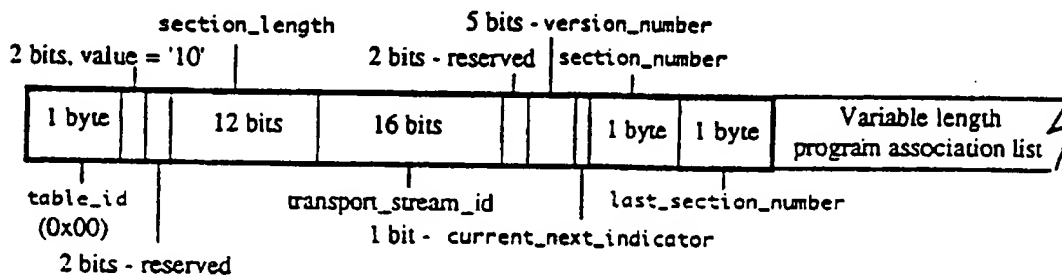 section_length
5 bits - version_number
2 bits, value = '10'
2 bits - reserved
section_number
1 byte
12 bits
16 bits
1 byte
1 byte
Variable length
program association list
table_id
(0x00)
transport_stream_id
last_section_number
1 bit - current_next_indicator
2 bits - reserved